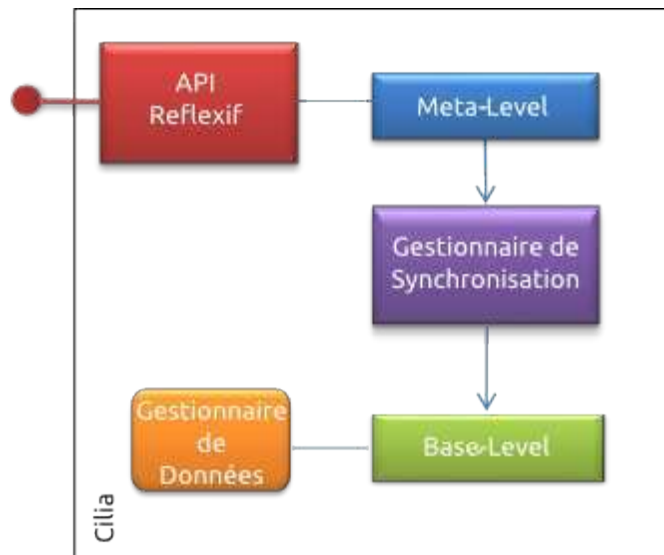 API
Reflexif
Meta-Level
Gestionnaire de
Synchronisation
Gestionnaire
de
Données
Base-Level
Cilia